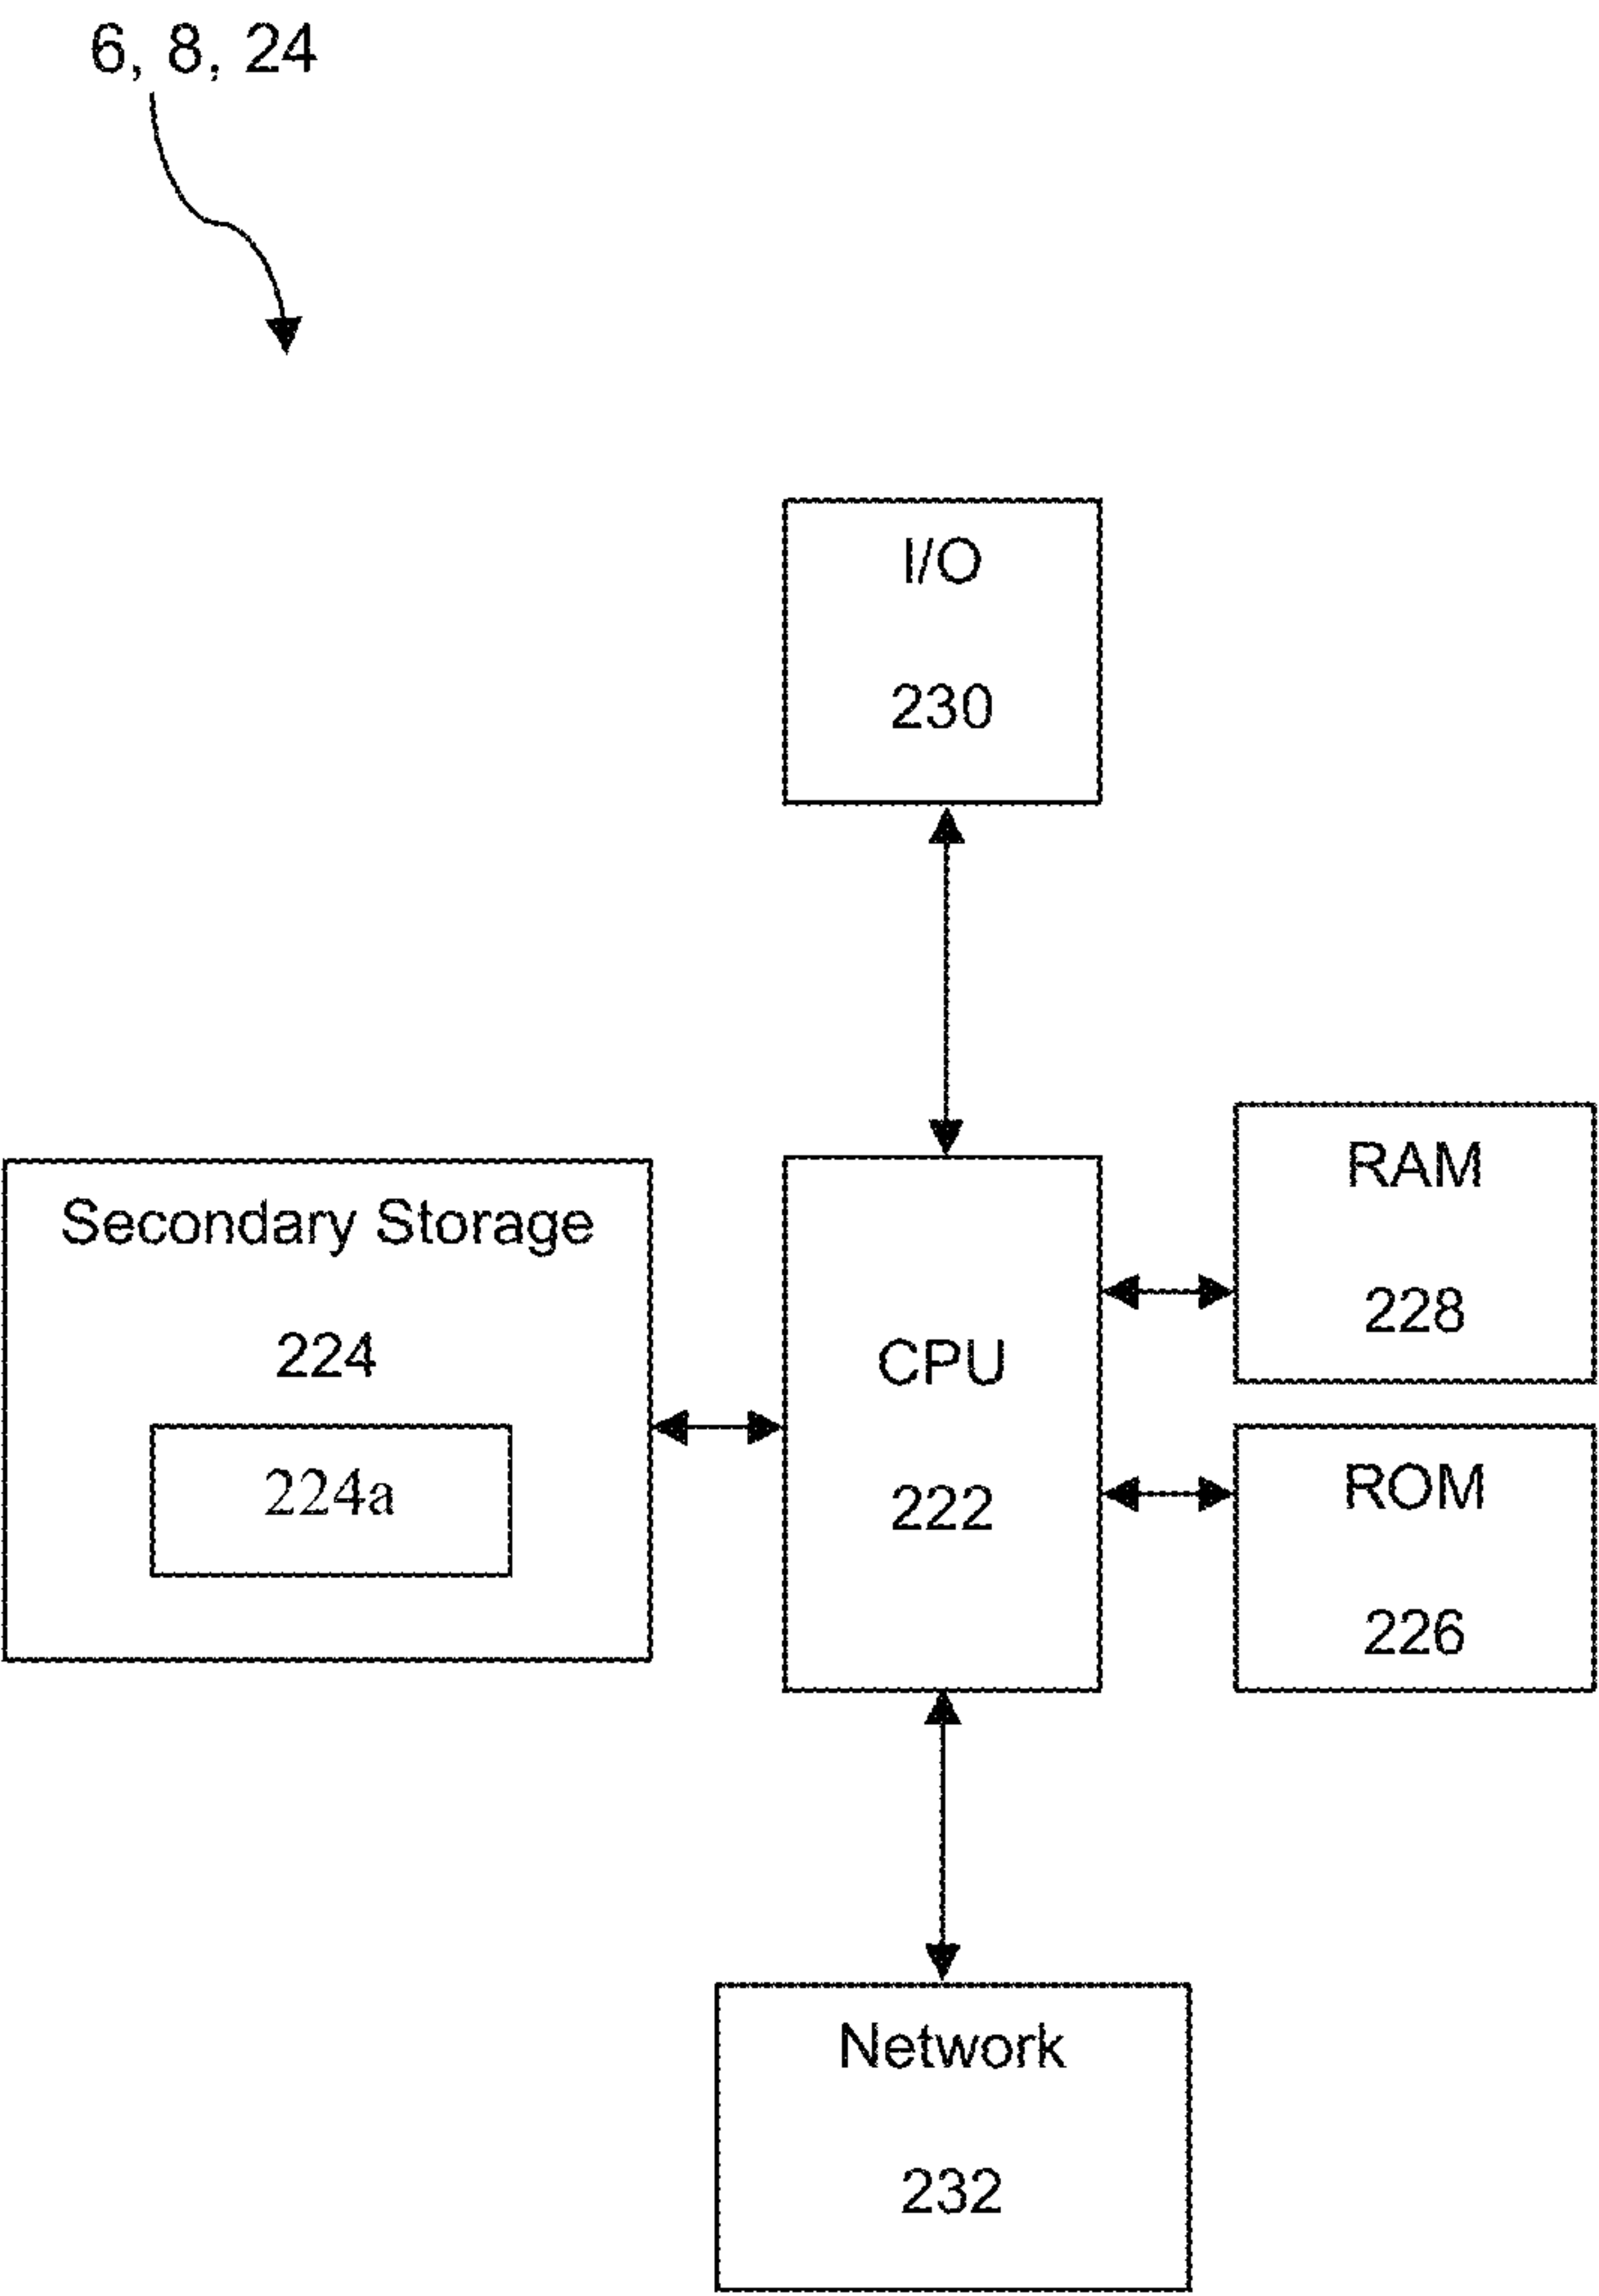 6, 8, 24
I/O
230
Secondary Storage
224
224a
CPU
222
RAM
228
ROM
226
Network
232